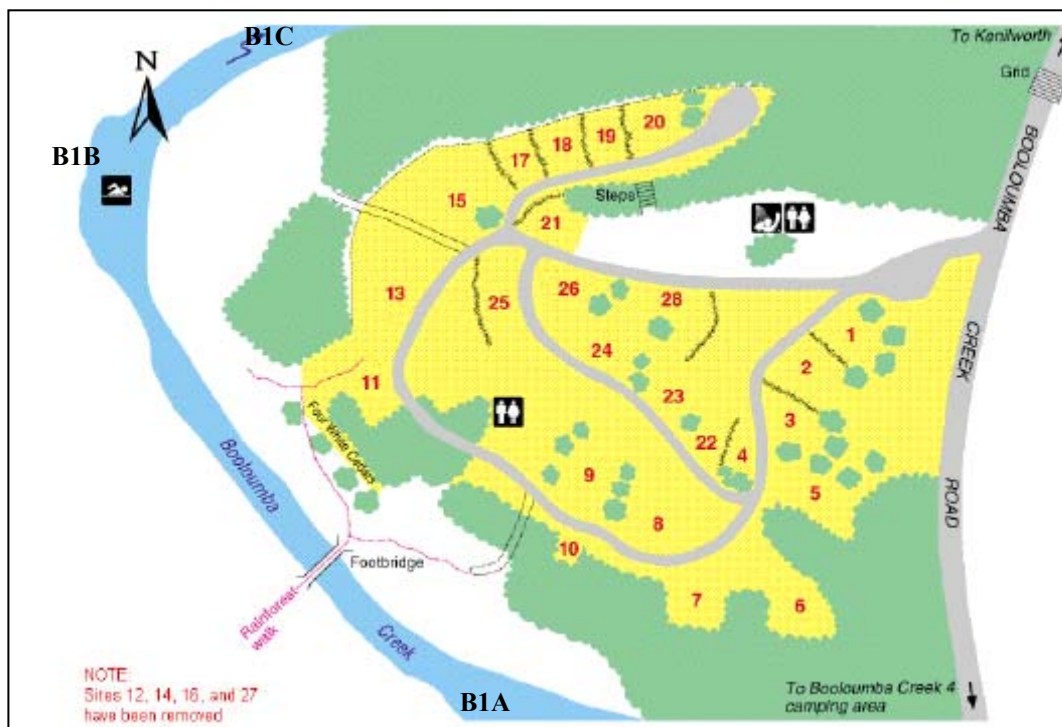 B1C
To Kenilworth
Grid
N
B1B
BOOLOUMBA
CREEK
ROAD
20
19
18
17
15
Steps
21
13
25
26
28
1
24
2
11
23
3
22
4
Four White Cedars
9
5
8
Booloumba
Creek
10
Footbridge
7
6
Rainforest
walk
NOTE:
Sites 12, 14, 16, and 27
have been removed
B1A
To Booloumba Creek 4
camping area